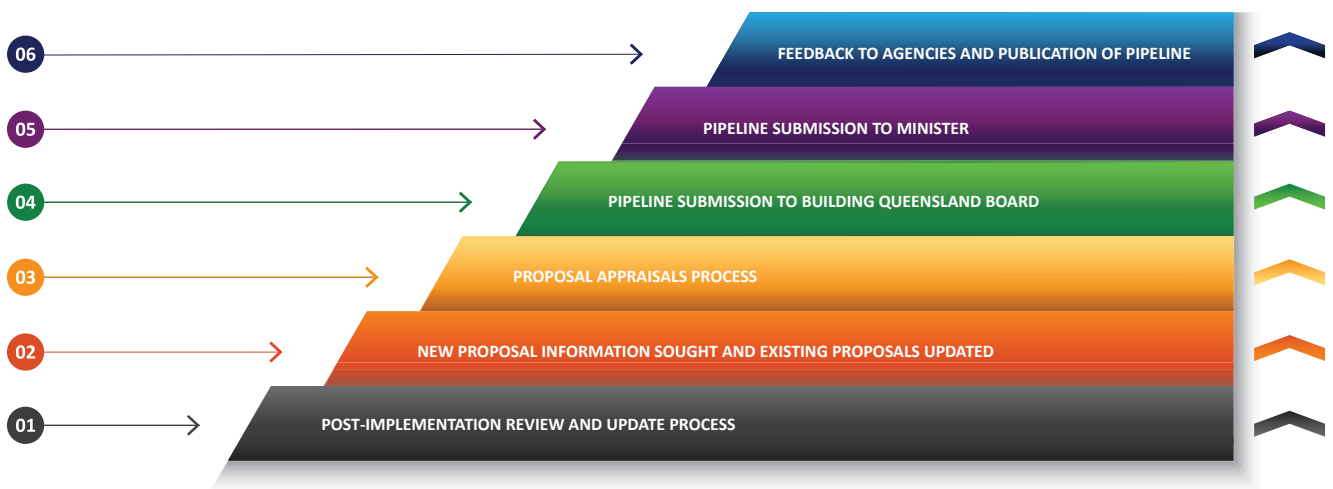 06
FEEDBACK TO AGENCIES AND PUBLICATION OF PIPELINE
05
PIPELINE SUBMISSION TO MINISTER
04
PIPELINE SUBMISSION TO BUILDING QUEENSLAND BOARD
03
PROPOSAL APPRAISALS PROCESS
02
NEW PROPOSAL INFORMATION SOUGHT AND EXISTING PROPOSALS UPDATED
01
POST-IMPLEMENTATION REVIEW AND UPDATE PROCESS